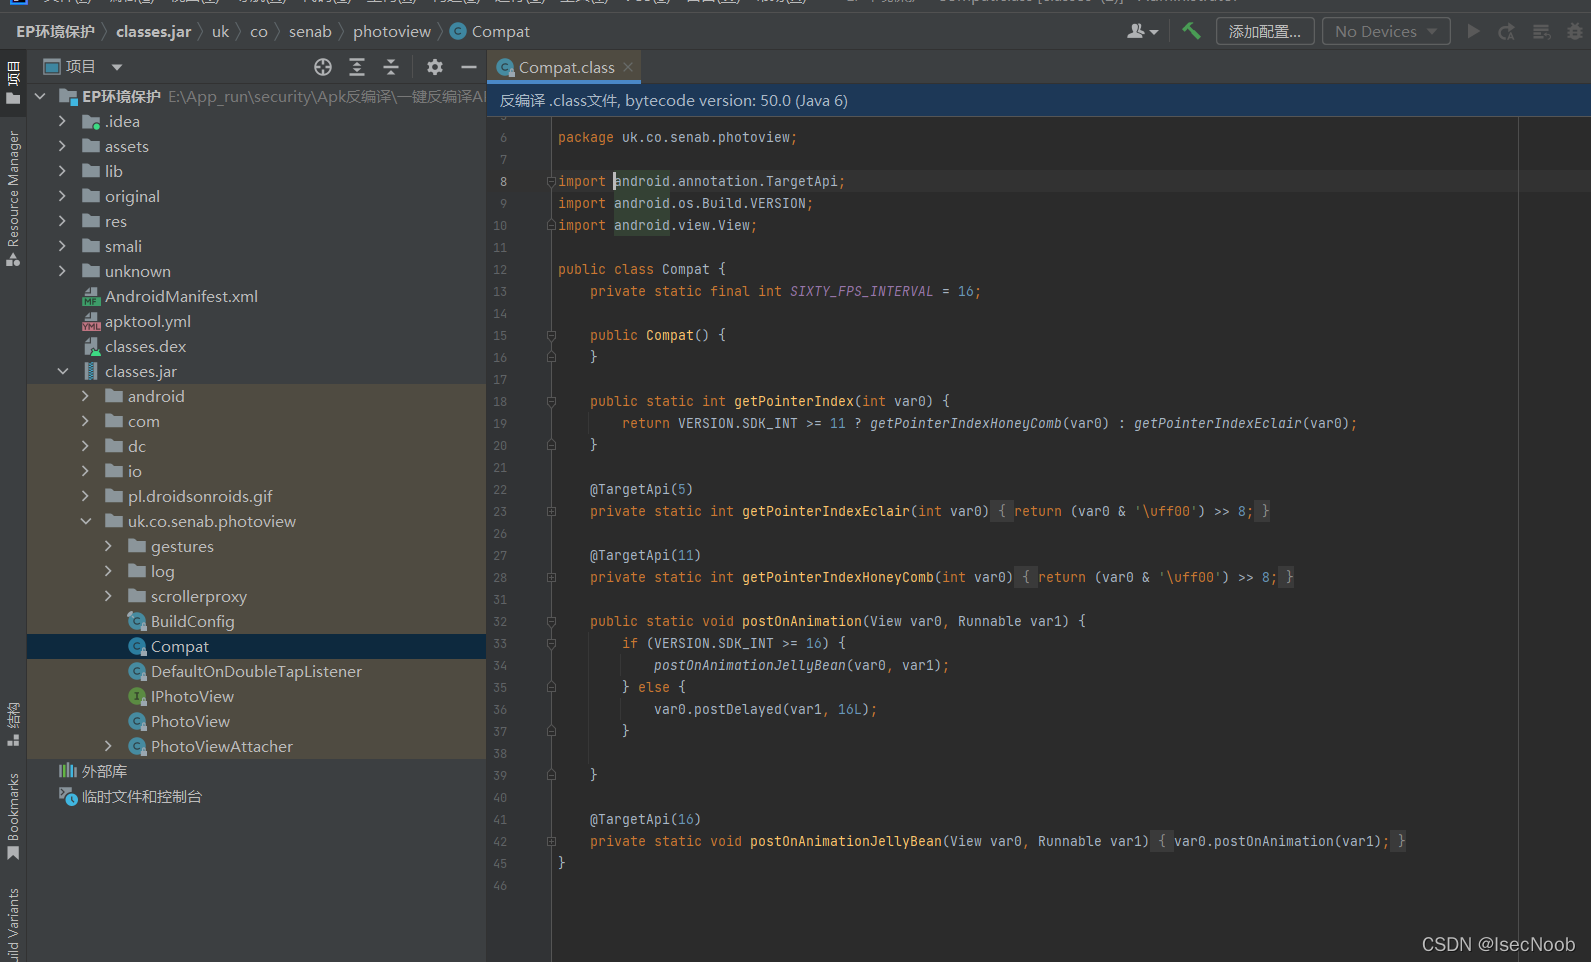 EP环境保护 classes.jar uk co senab photoview Compat
添加配置... No Devices
项目
Resource Manager
结构
Bookmarks
项目
EP环境保护 E:\App_run\security\Apk反编译\一键反编译A
.idea
assets
lib
original
res
smali
unknown
AndroidManifest.xml
apktool.yml
classes.dex
classes.jar
android
com
dc
io
pl.droidsonroids.gif
uk.co.senab.photoview
gestures
log
scrollerproxy
BuildConfig
Compat
DefaultOnDoubleTapListener
IPhotoView
PhotoView
PhotoViewAttacher
外部库
临时文件和控制台
Compat.class
反编译 .class文件, bytecode version: 50.0 (Java 6)
6 package uk.co.senab.photoview;
7
8 import android.annotation.TargetApi;
9 import android.os.Build.VERSION;
10 import android.view.View;
11
12 public class Compat {
13 private static final int SIXTY_FPS_INTERVAL = 16;
14
15 public Compat() {
16 }
17
18 public static int getPointerIndex(int var0) {
19 return VERSION.SDK_INT >= 11 ? getPointerIndexHoneyComb(var0) : getPointerIndexEclair(var0);
20 }
21
22 @TargetApi(5)
23 private static int getPointerIndexEclair(int var0) { return (var0 & '\uff00') >> 8; }
26
27 @TargetApi(11)
28 private static int getPointerIndexHoneyComb(int var0) { return (var0 & '\uff00') >> 8; }
31
32 public static void postOnAnimation(View var0, Runnable var1) {
33 if (VERSION.SDK_INT >= 16) {
34 postOnAnimationJellyBean(var0, var1);
35 } else {
36 var0.postDelayed(var1, 16L);
37 }
38
39 }
40
41 @TargetApi(16)
42 private static void postOnAnimationJellyBean(View var0, Runnable var1) { var0.postOnAnimation(var1); }
45 }
46
CSDN @IsecNoob